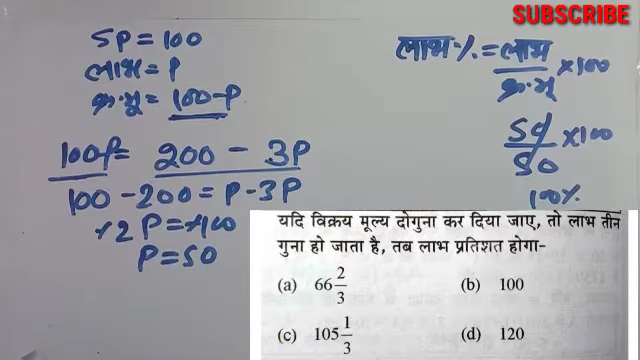 SUBSCRIBE
SP = 100
लाभ = P
क्र.मू = 100-P
100P= 200 - 3P
100 - 200 = P - 3P
+2 P = +100
P = 50
लाभ.% = लाभ
क्र.मू × 100
50
50 × 100
100%
यदि विक्रय मूल्य दोगुना कर दिया जाए, तो लाभ तीन
गुना हो जाता है, तब लाभ प्रतिशत होगा-
(a) 66 2/3 (b) 100
(c) 105 1/3 (d) 120